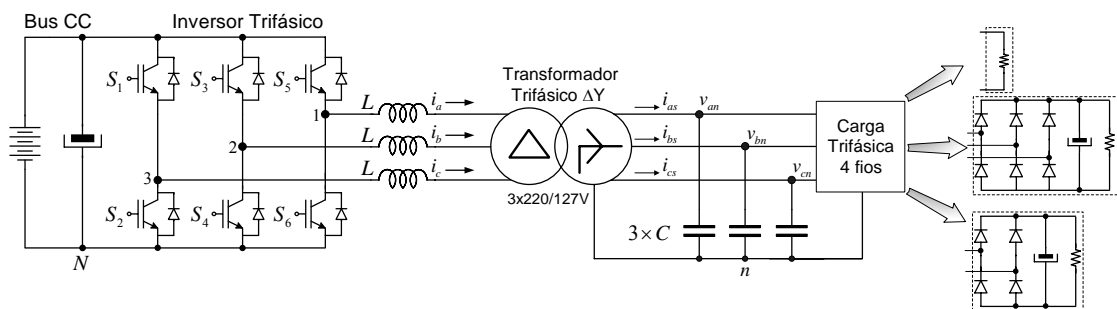 Bus CC
Inversor Trifásico
S1
S3
S5
Transformador
Trifásico ΔY
L
ia
ias
van
1
L
ib
ibs
vbn
2
Carga
Trifásica
4 fios
L
ic
ics
vcn
3
Δ
3x220/127V
S2
S4
S6
3 × C
N
n